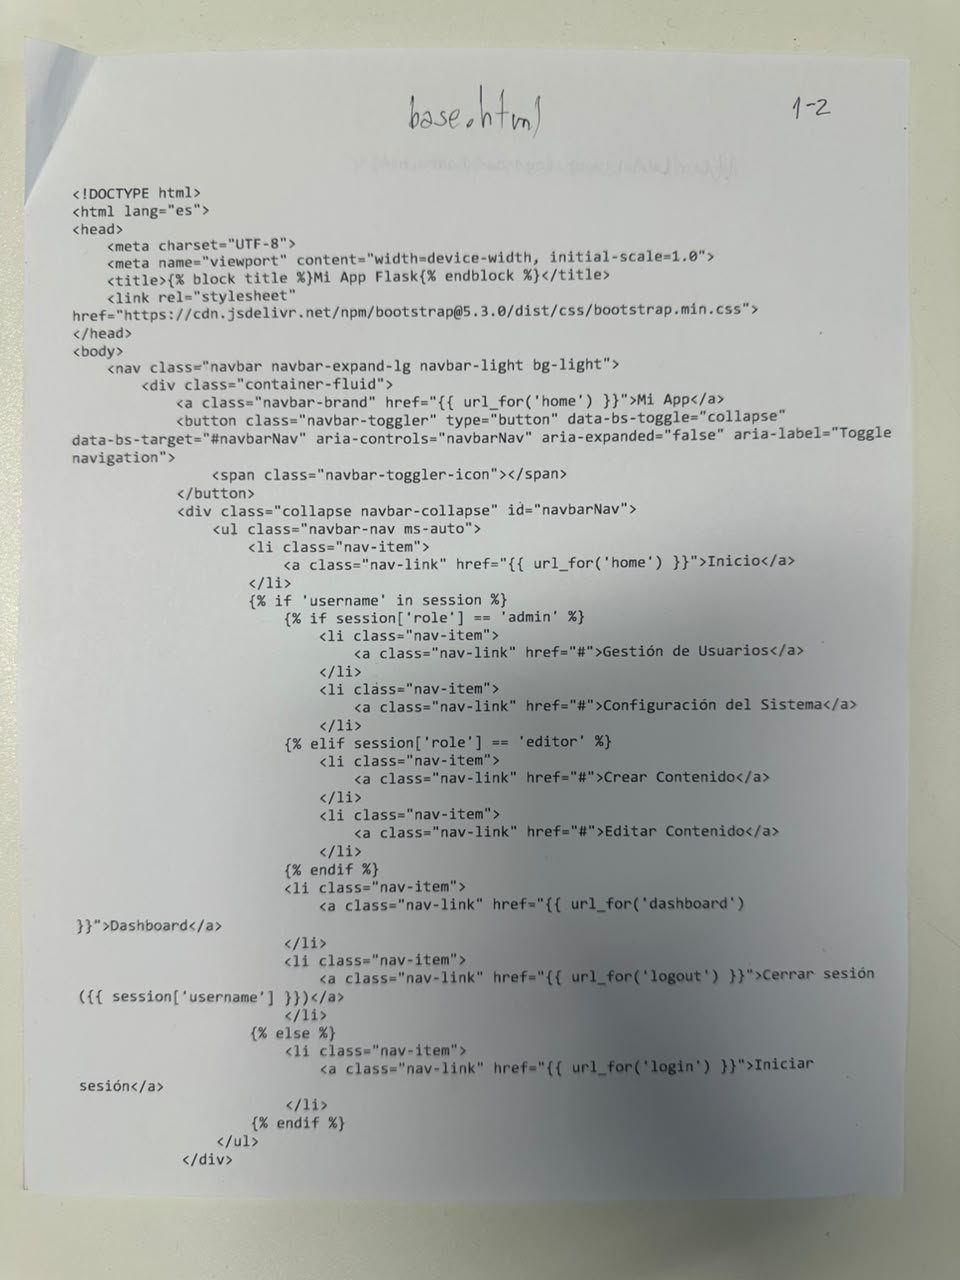 base.html
1-2
<!DOCTYPE html>
<html lang="es">
<head>
    <meta charset="UTF-8">
    <meta name="viewport" content="width=device-width, initial-scale=1.0">
    <title>{% block title %}Mi App Flask{% endblock %}</title>
    <link rel="stylesheet"
href="https://cdn.jsdelivr.net/npm/bootstrap@5.3.0/dist/css/bootstrap.min.css">
</head>
<body>
    <nav class="navbar navbar-expand-lg navbar-light bg-light">
        <div class="container-fluid">
            <a class="navbar-brand" href="{{ url_for('home') }}">Mi App</a>
            <button class="navbar-toggler" type="button" data-bs-toggle="collapse"
data-bs-target="#navbarNav" aria-controls="navbarNav" aria-expanded="false" aria-label="Toggle
navigation">
                <span class="navbar-toggler-icon"></span>
            </button>
            <div class="collapse navbar-collapse" id="navbarNav">
                <ul class="navbar-nav ms-auto">
                    <li class="nav-item">
                        <a class="nav-link" href="{{ url_for('home') }}">Inicio</a>
                    </li>
                    {% if 'username' in session %}
                        {% if session['role'] == 'admin' %}
                            <li class="nav-item">
                                <a class="nav-link" href="#">Gestión de Usuarios</a>
                            </li>
                            <li class="nav-item">
                                <a class="nav-link" href="#">Configuración del Sistema</a>
                            </li>
                        {% elif session['role'] == 'editor' %}
                            <li class="nav-item">
                                <a class="nav-link" href="#">Crear Contenido</a>
                            </li>
                            <li class="nav-item">
                                <a class="nav-link" href="#">Editar Contenido</a>
                            </li>
                        {% endif %}
                        <li class="nav-item">
                            <a class="nav-link" href="{{ url_for('dashboard')
}}">Dashboard</a>
                        </li>
                        <li class="nav-item">
                            <a class="nav-link" href="{{ url_for('logout') }}">Cerrar sesión
({{ session['username'] }})</a>
                        </li>
                    {% else %}
                        <li class="nav-item">
                            <a class="nav-link" href="{{ url_for('login') }}">Iniciar
sesión</a>
                        </li>
                    {% endif %}
                </ul>
            </div>